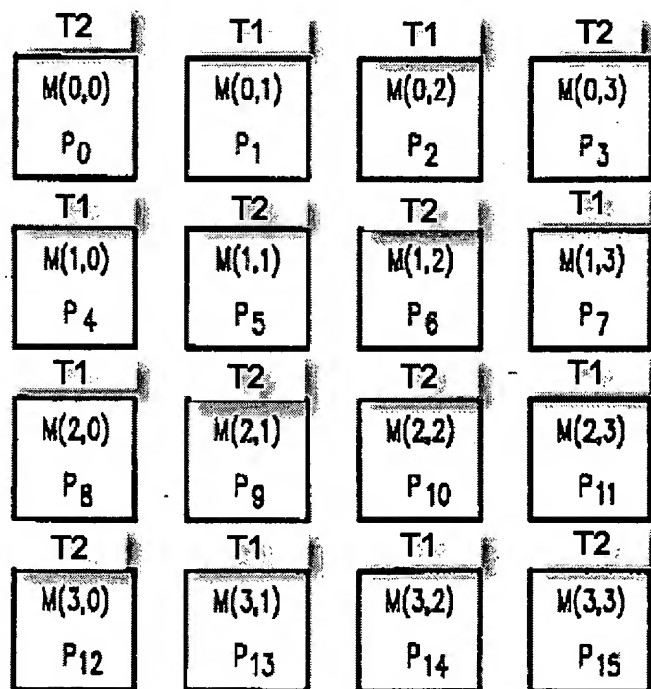 T2 T1 T1 T2
M(0,0) M(0,1) M(0,2) M(0,3)
P0 P1 P2 P3
T1 T2 T2 T1
M(1,0) M(1,1) M(1,2) M(1,3)
P4 P5 P6 P7
T1 T2 T2 T1
M(2,0) M(2,1) M(2,2) M(2,3)
P8 P9 P10 P11
T2 T1 T1 T2
M(3,0) M(3,1) M(3,2) M(3,3)
P12 P13 P14 P15